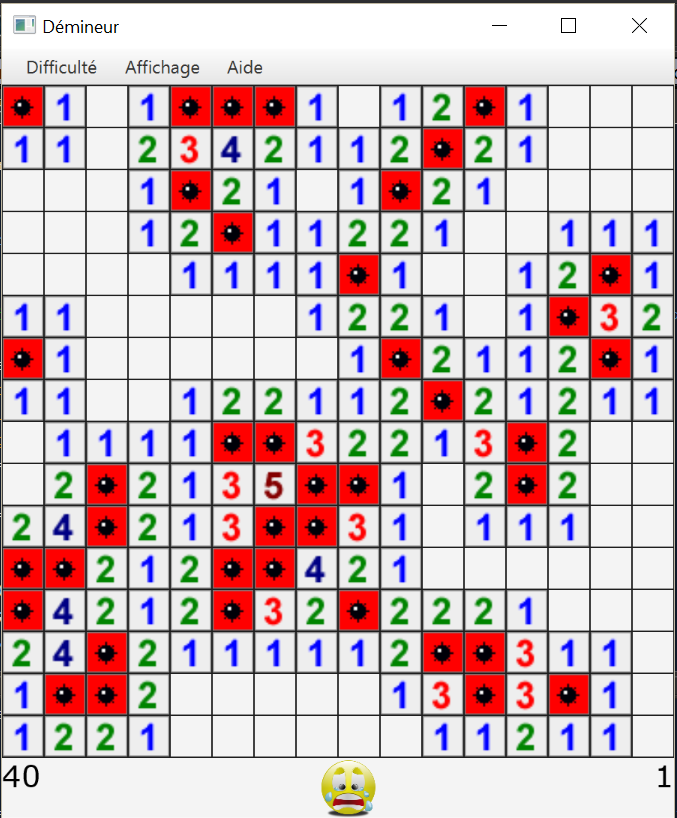 Démineur
Difficulté Affichage Aide
1 1 1 1 2 1
1 1 2 3 4 2 1 1 2 2 1
1 2 1 1 2 1
1 2 1 1 2 2 1 1 1 1
1 1 1 1 1 1 2 1
1 1 1 2 2 1 1 3 2
1 1 2 1 1 2 1
1 1 1 2 2 1 1 2 2 1 2 1 1
1 1 1 1 3 2 2 1 3 2
2 2 1 3 5 1 2 2
2 4 2 1 3 3 1 1 1 1
2 1 2 4 2 1
4 2 1 2 3 2 2 2 2 1
2 4 2 1 1 1 1 1 2 3 1 1
1 2 1 3 3 1
1 2 2 1 1 1 2 1 1
40 1